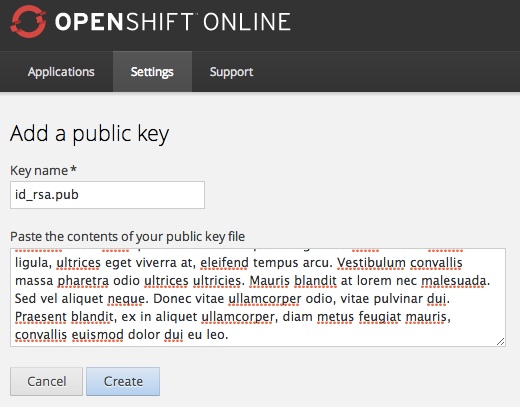 OPENSHIFT ONLINE
Applications Settings Support
Add a public key
Key name*
id_rsa.pub
Paste the contents of your public key file
ligula, ultrices eget viverra at, eleifend tempus arcu. Vestibulum convallis
massa pharetra odio ultrices ultricies. Mauris blandit at lorem nec malesuada.
Sed vel aliquet neque. Donec vitae ullamcorper odio, vitae pulvinar dui.
Praesent blandit, ex in aliquet ullamcorper, diam metus feugiat mauris,
convallis euismod dolor dui eu leo.
Cancel Create